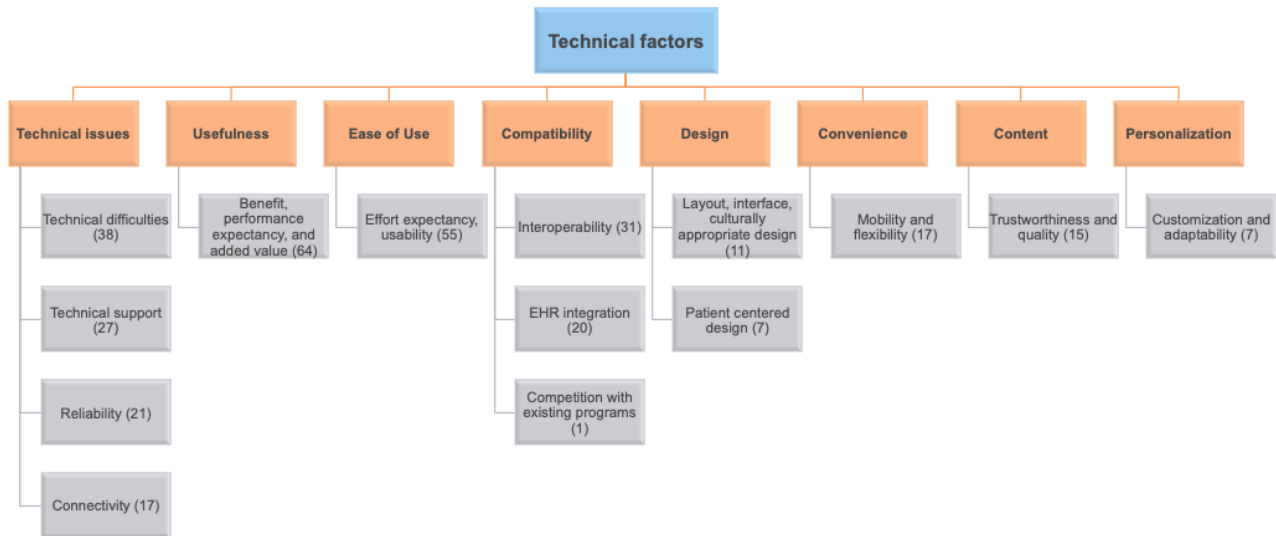 Technical factors
Technical issues
Usefulness
Ease of Use
Compatibility
Design
Convenience
Content
Personalization
Technical difficulties
(38)
Technical support
(27)
Reliability (21)
Connectivity (17)
Benefit,
performance
expectancy, and
added value (64)
Effort expectancy,
usability (55)
Interoperability (31)
EHR integration
(20)
Competition with
existing programs
(1)
Layout, interface,
culturally
appropriate design
(11)
Patient centered
design (7)
Mobility and
flexibility (17)
Trustworthiness and
quality (15)
Customization and
adaptability (7)